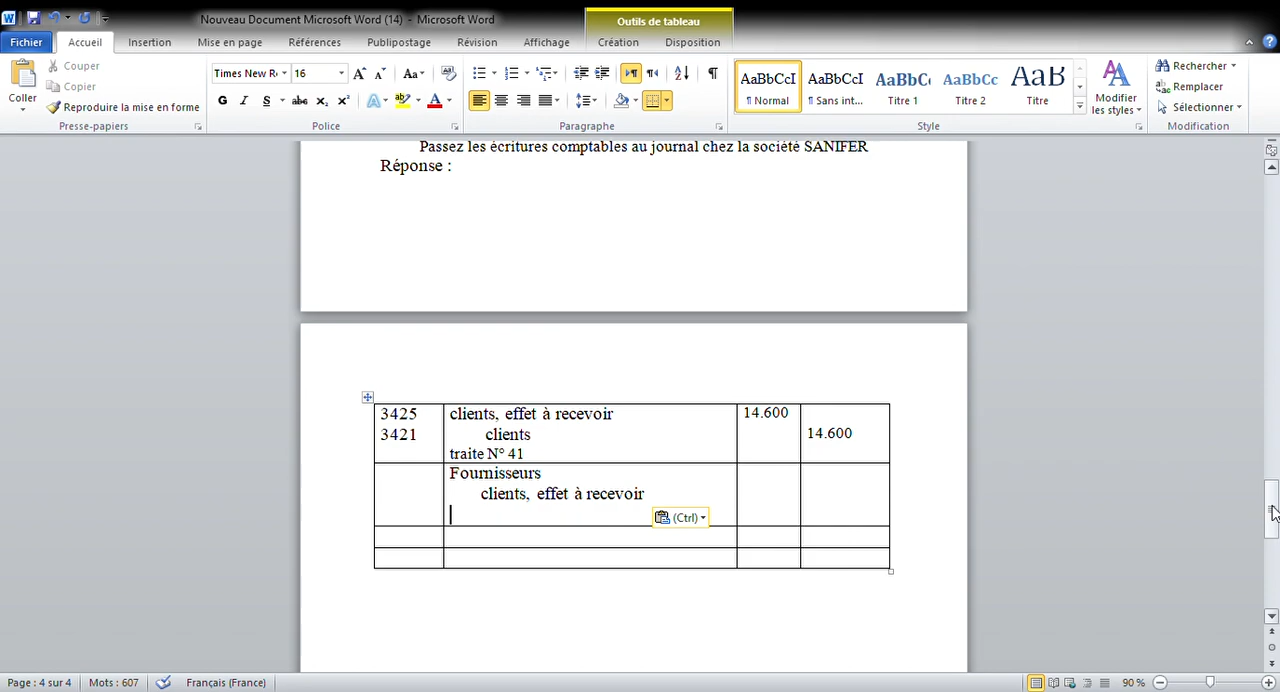 Nouveau Document Microsoft Word (14) - Microsoft Word
Outils de tableau
Fichier Accueil Insertion Mise en page Références Publipostage Révision Affichage Création Disposition
Coller
Couper
Copier
Reproduire la mise en forme
Presse-papiers
Times New R 16
G I S abc
Police
Paragraphe
AaBbCcI AaBbCcI AaBbC AaBbCc AaB
¶ Normal ¶ Sans int... Titre 1 Titre 2 Titre
Modifier
les styles
Style
Rechercher
Remplacer
Sélectionner
Modification
Passez les écritures comptables au journal chez la société SANIFER
Réponse :
3425 clients, effet à recevoir 14.600
3421 clients 14.600
traite N° 41
Fournisseurs
clients, effet à recevoir
(Ctrl)
Page : 4 sur 4 Mots : 607 Français (France) 90 %